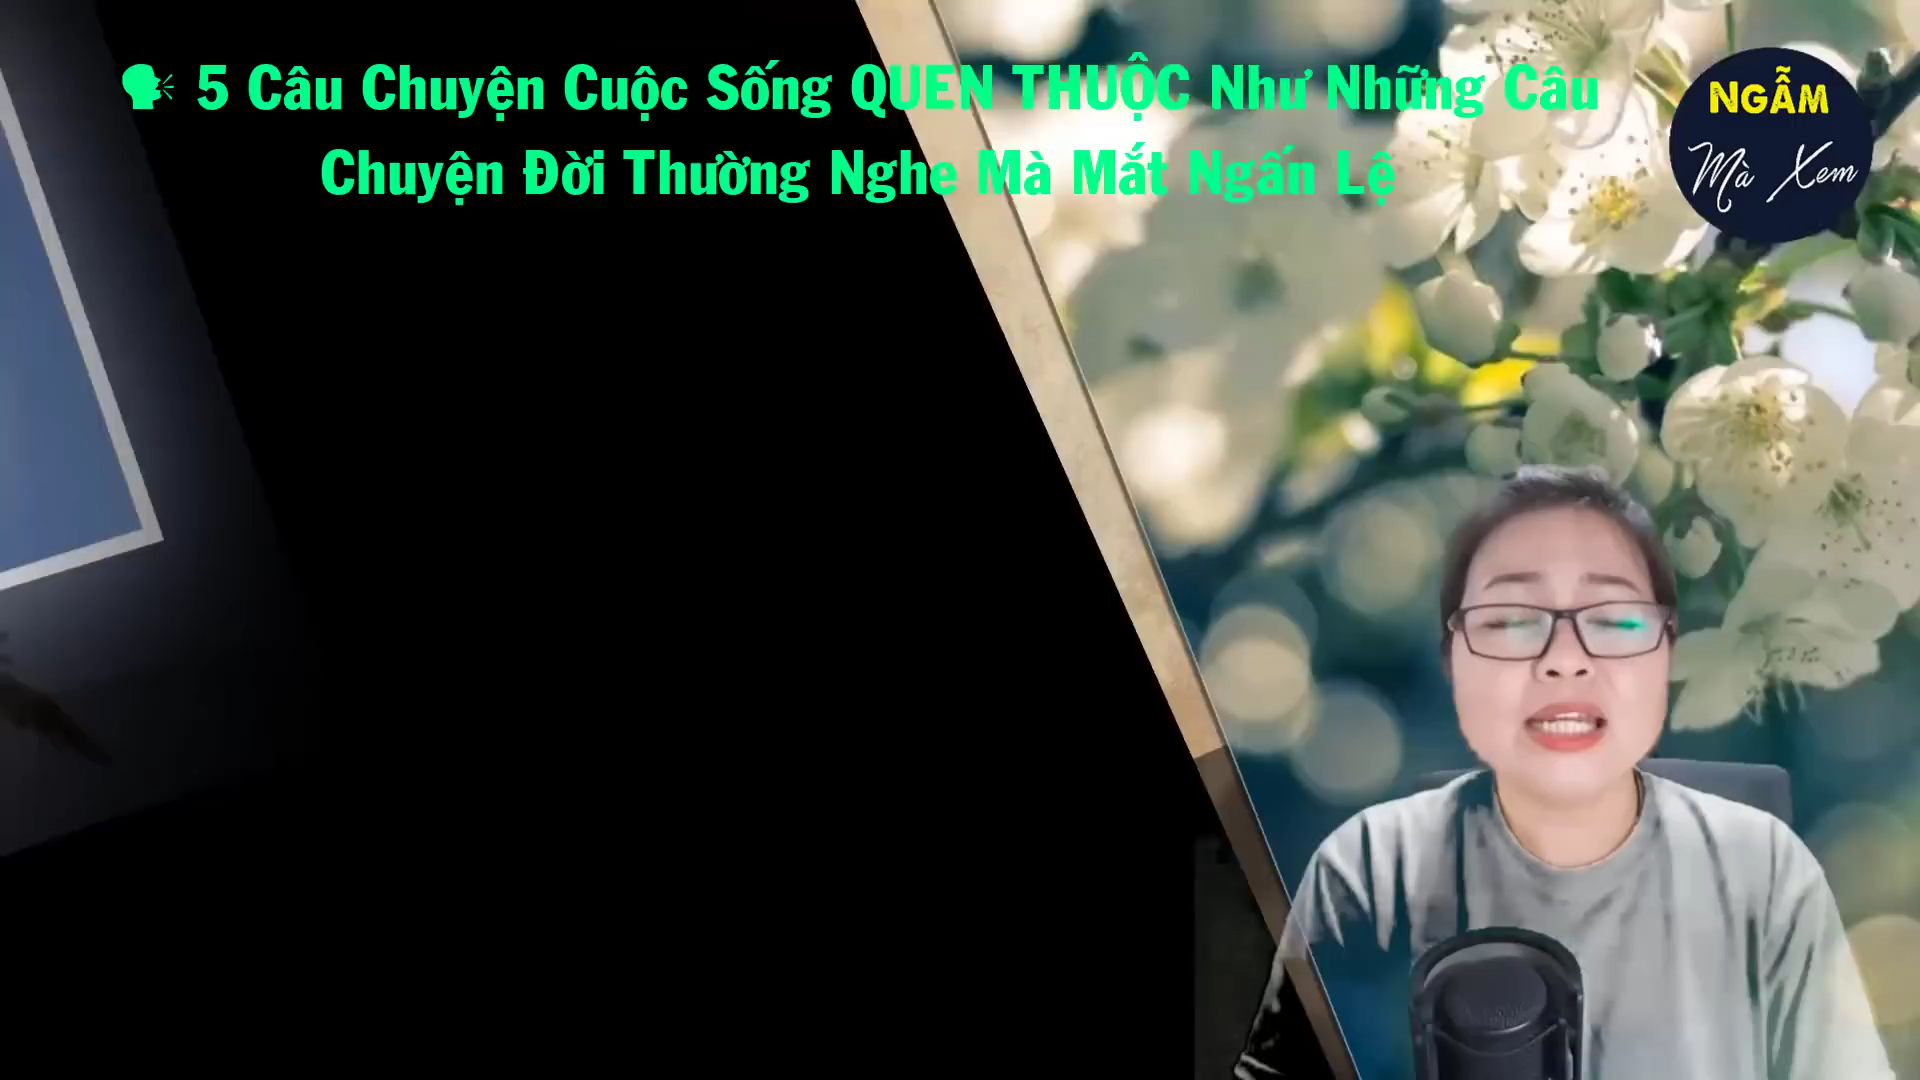 🗣 5 Câu Chuyện Cuộc Sống QUEN THUỘC Như Những Câu
Chuyện Đời Thường Nghe Mà Mắt Ngấn Lệ
NGẪM
Mà Xem